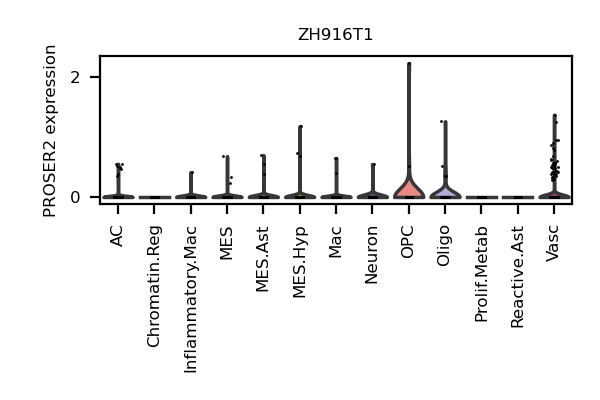 ZH916T1
PROSER2 expression
2
0
AC
Chromatin.Reg
Inflammatory.Mac
MES
MES.Ast
MES.Hyp
Mac
Neuron
OPC
Oligo
Prolif.Metab
Reactive.Ast
Vasc